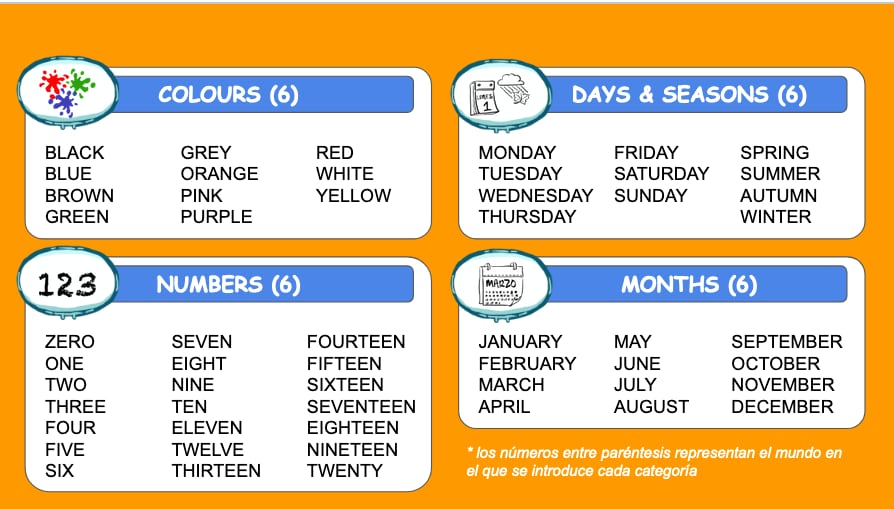 COLOURS (6)
BLACK GREY RED
BLUE ORANGE WHITE
BROWN PINK YELLOW
GREEN PURPLE
LUNES
1
DAYS & SEASONS (6)
MONDAY FRIDAY SPRING
TUESDAY SATURDAY SUMMER
WEDNESDAY SUNDAY AUTUMN
THURSDAY WINTER
123
NUMBERS (6)
ZERO SEVEN FOURTEEN
ONE EIGHT FIFTEEN
TWO NINE SIXTEEN
THREE TEN SEVENTEEN
FOUR ELEVEN EIGHTEEN
FIVE TWELVE NINETEEN
SIX THIRTEEN TWENTY
MARZO
MONTHS (6)
JANUARY MAY SEPTEMBER
FEBRUARY JUNE OCTOBER
MARCH JULY NOVEMBER
APRIL AUGUST DECEMBER
* los números entre paréntesis representan el mundo en
el que se introduce cada categoría